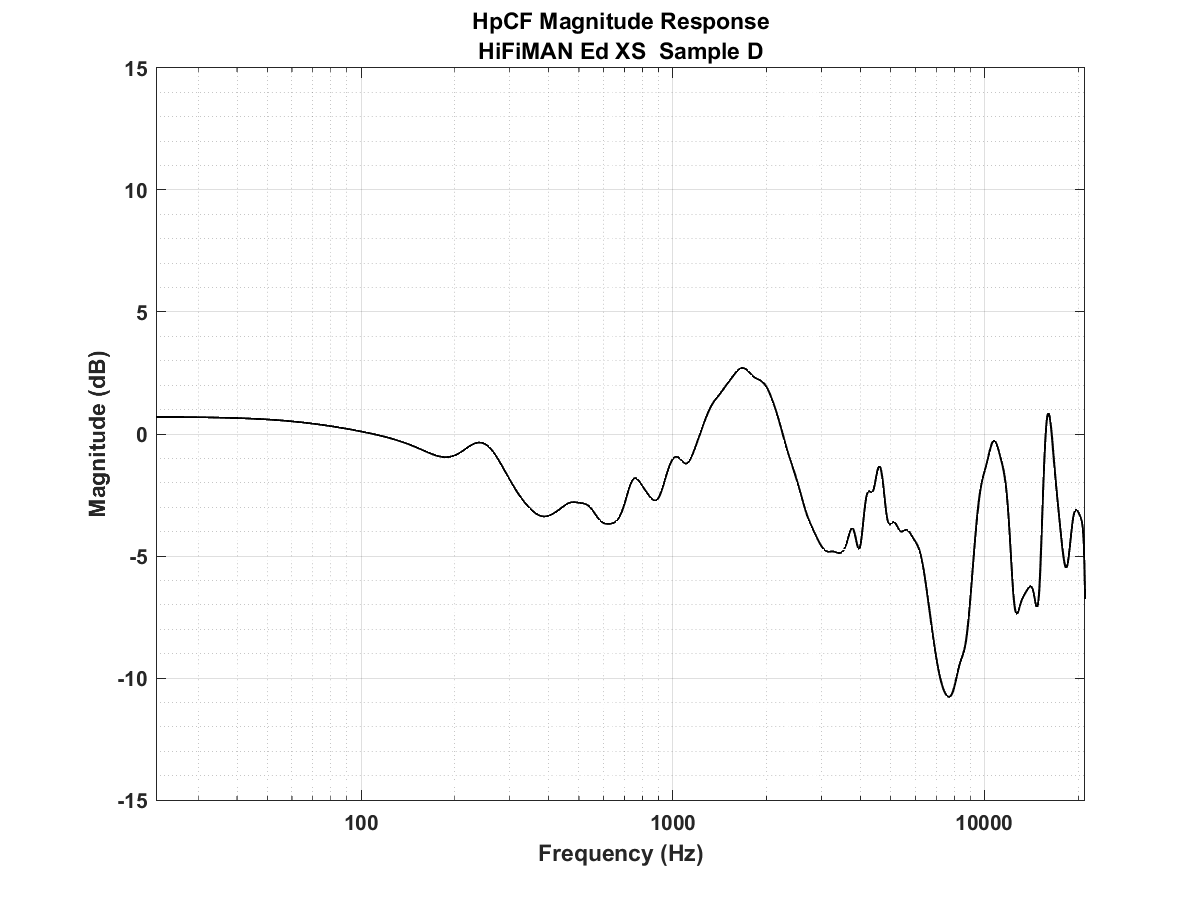 HpCF Magnitude Response
HiFiMAN Ed XS  Sample D
15
10
5
0
-5
-10
-15
Magnitude (dB)
100
1000
10000
Frequency (Hz)